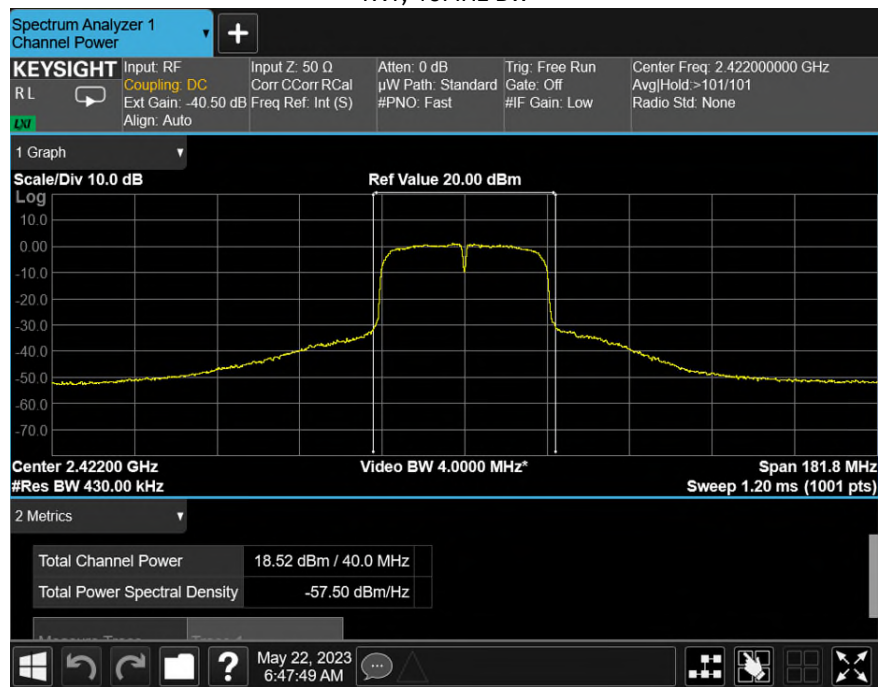 Spectrum Analyzer 1
Channel Power
+
KEYSIGHT Input: RF Input Z: 50 Ω Atten: 0 dB Trig: Free Run Center Freq: 2.422000000 GHz
RL Coupling: DC Corr CCorr RCal µW Path: Standard Gate: Off Avg|Hold:>101/101
Ext Gain: -40.50 dB Freq Ref: Int (S) #PNO: Fast #IF Gain: Low Radio Std: None
LXI Align: Auto
1 Graph
Scale/Div 10.0 dB Ref Value 20.00 dBm
Log
10.0
0.00
-10.0
-20.0
-30.0
-40.0
-50.0
-60.0
-70.0
Center 2.42200 GHz Video BW 4.0000 MHz* Span 181.8 MHz
#Res BW 430.00 kHz Sweep 1.20 ms (1001 pts)
2 Metrics
Total Channel Power 18.52 dBm / 40.0 MHz
Total Power Spectral Density -57.50 dBm/Hz
? May 22, 2023
6:47:49 AM